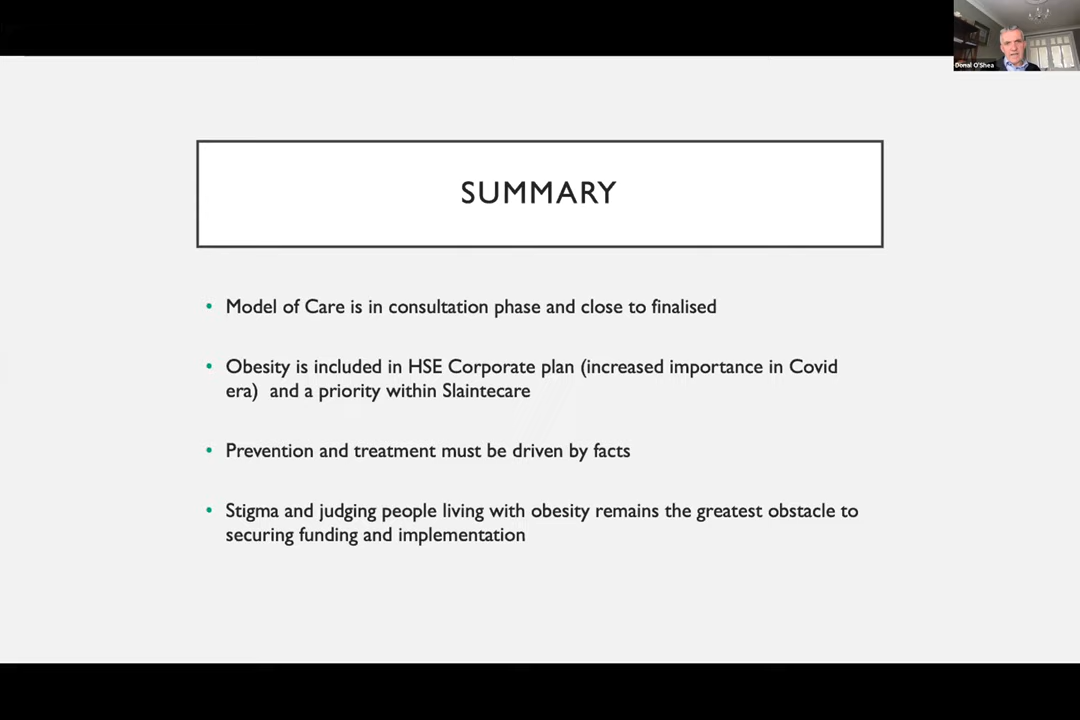 Donal O'Shea
SUMMARY
• Model of Care is in consultation phase and close to finalised
• Obesity is included in HSE Corporate plan (increased importance in Covid
era) and a priority within Slaintecare
• Prevention and treatment must be driven by facts
• Stigma and judging people living with obesity remains the greatest obstacle to
securing funding and implementation